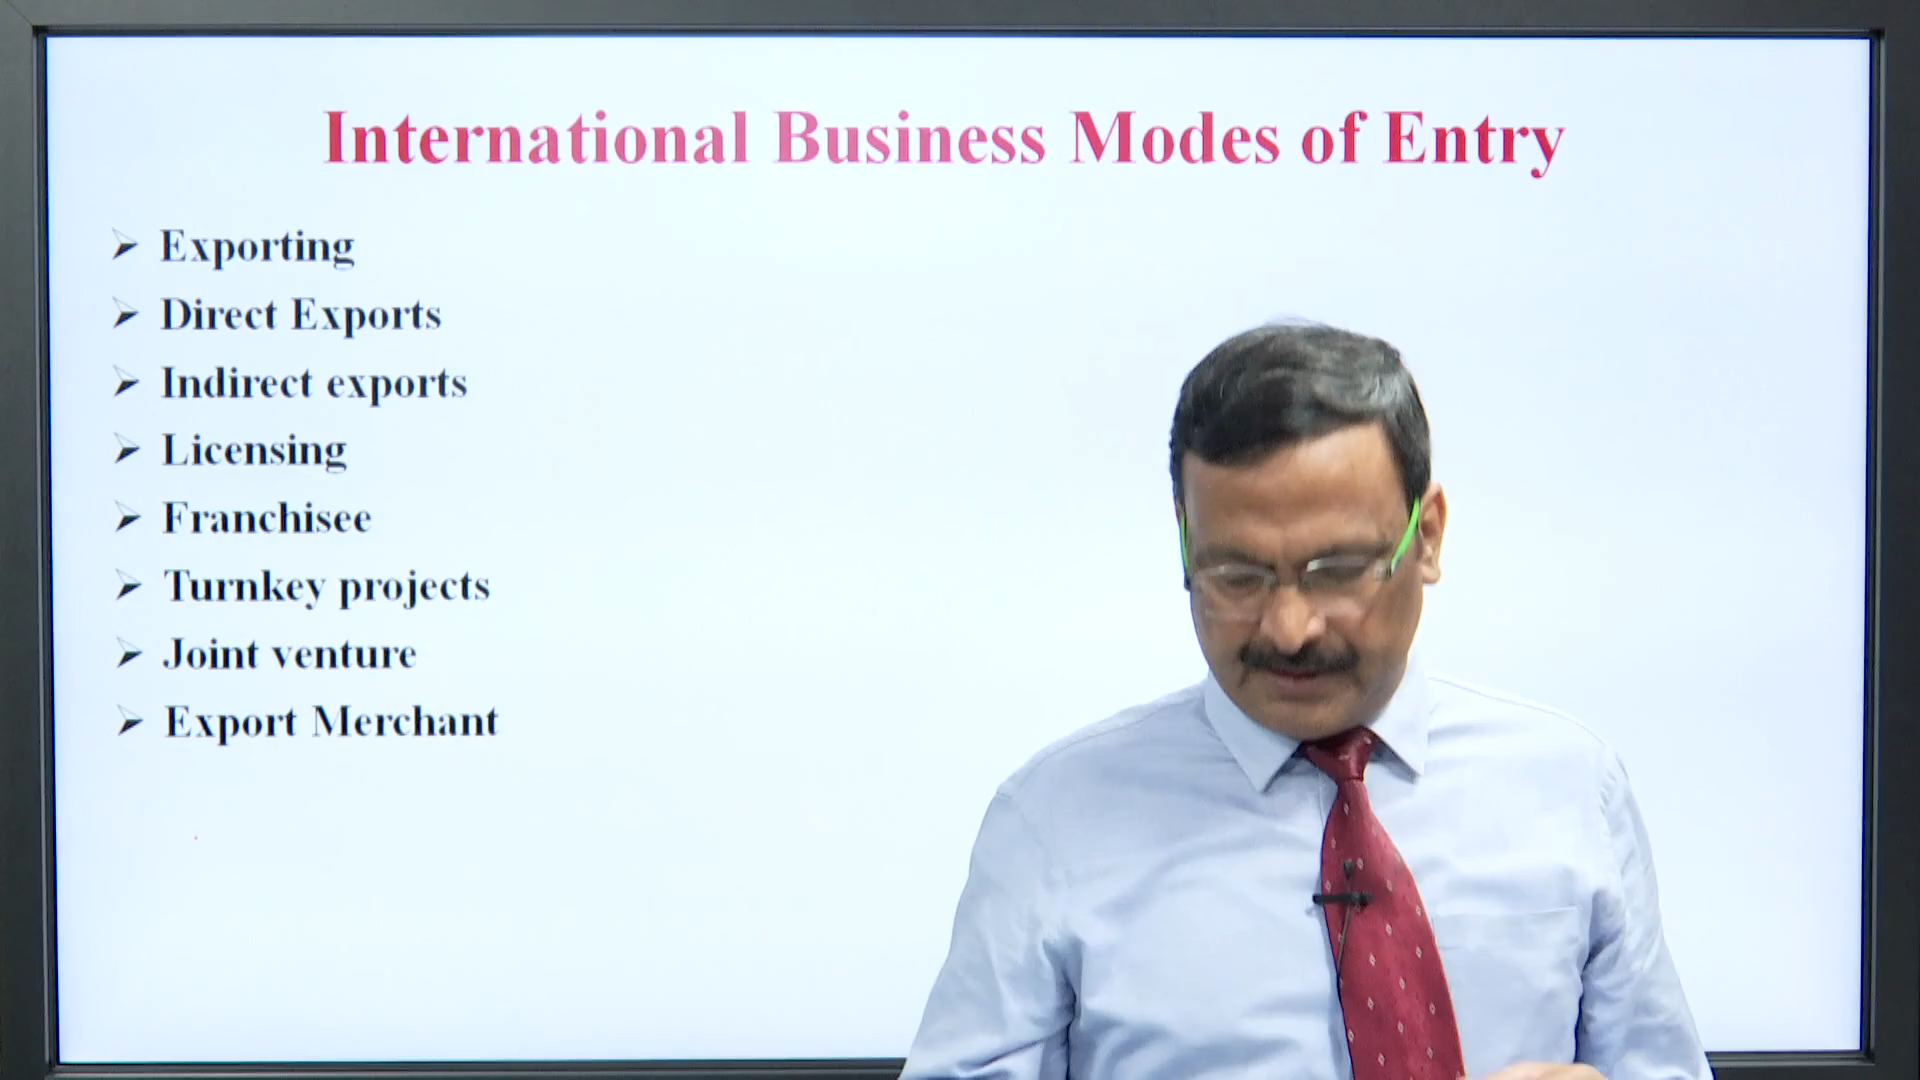 International Business Modes of Entry
Exporting
Direct Exports
Indirect exports
Licensing
Franchisee
Turnkey projects
Joint venture
Export Merchant